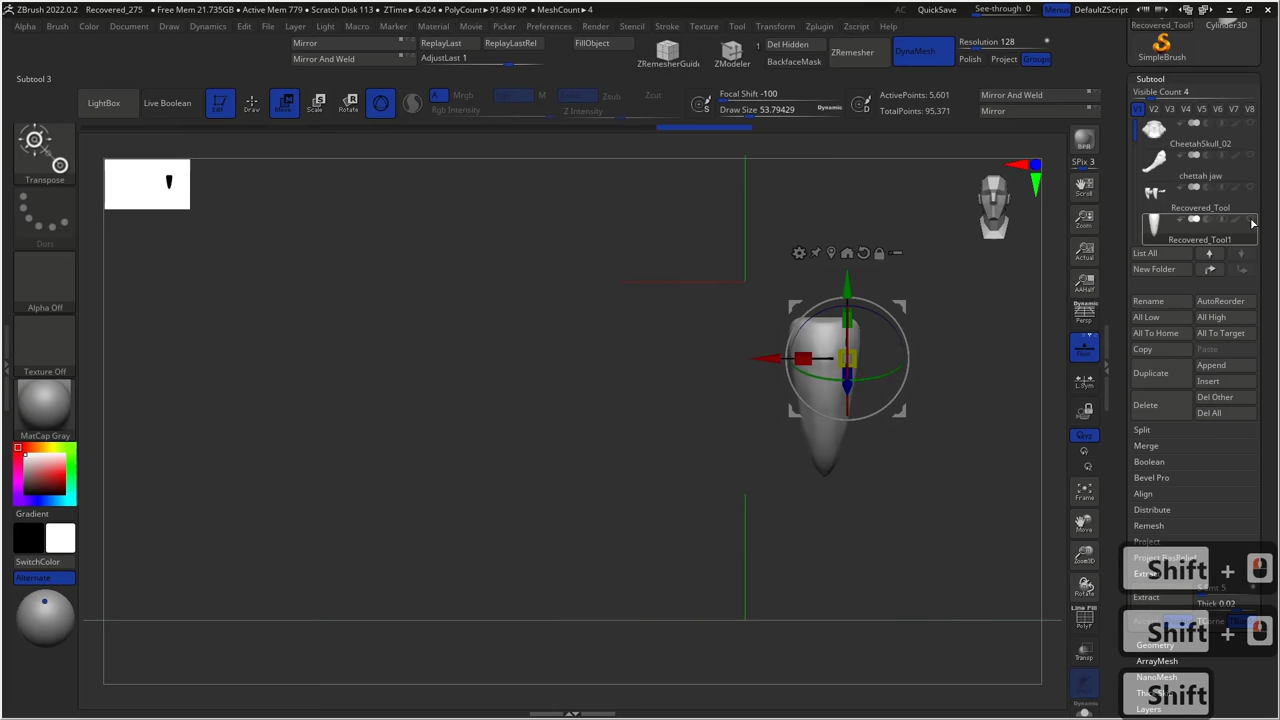 ZBrush 2022.0.2 • Recovered_275 • Free Mem 21.735GB • Active Mem 779 • Scratch Disk 113 • ZTime▸6.424 • PolyCount▸91.489 KP • MeshCount▸4
AC QuickSave See-through 0 Menus DefaultZScript
Alpha Brush Color Document Draw Dynamics Edit File Layer Light Macro Marker Material Movie Picker Preferences Render Stencil Stroke Texture Tool Transform Zplugin Zscript Help
Subtool 3
Mirror
Mirror And Weld
ReplayLast
ReplayLastRel
AdjustLast 1
FillObject
ZRemesherGuide
ZModeler
1
Del Hidden
BackfaceMask
ZRemesher
DynaMesh
Resolution 128
Polish
Project
Groups
LightBox
Live Boolean
Edit
Draw
Move
Scale
Rotate
A
Mrgb
Rgb Intensity
M
Zsub
Zcut
Z Intensity
S
Focal Shift -100
Draw Size 53.79429
Dynamic
S
ActivePoints: 5,601
TotalPoints: 95,371
Mirror And Weld
Mirror
Transpose
Dots
Alpha Off
Texture Off
MatCap Gray
Gradient
SwitchColor
Alternate
BPR
SPix 3
Scroll
Zoom
Actual
AAHalf
Dynamic
Persp
Floor
L.Sym
Frame
Move
Zoom3D
Rotate
Line Fill
PolyF
Transp
Dynamic
Recovered_Tool1
Cylinder3D
SimpleBrush
Subtool
Visible Count 4
V1 V2 V3 V4 V5 V6 V7 V8
CheetahSkull_02
chettah jaw
Recovered_Tool
Recovered_Tool1
List All
New Folder
Rename
AutoReorder
All Low
All High
All To Home
All To Target
Copy
Paste
Duplicate
Append
Insert
Delete
Del Other
Del All
Split
Merge
Boolean
Bevel Pro
Align
Distribute
Remesh
Project
Project BasRelief
Extract
S Smt 5
Extract
Thick 0.02
Geometry
ArrayMesh
NanoMesh
Layers
Shift +
Shift +
Shift